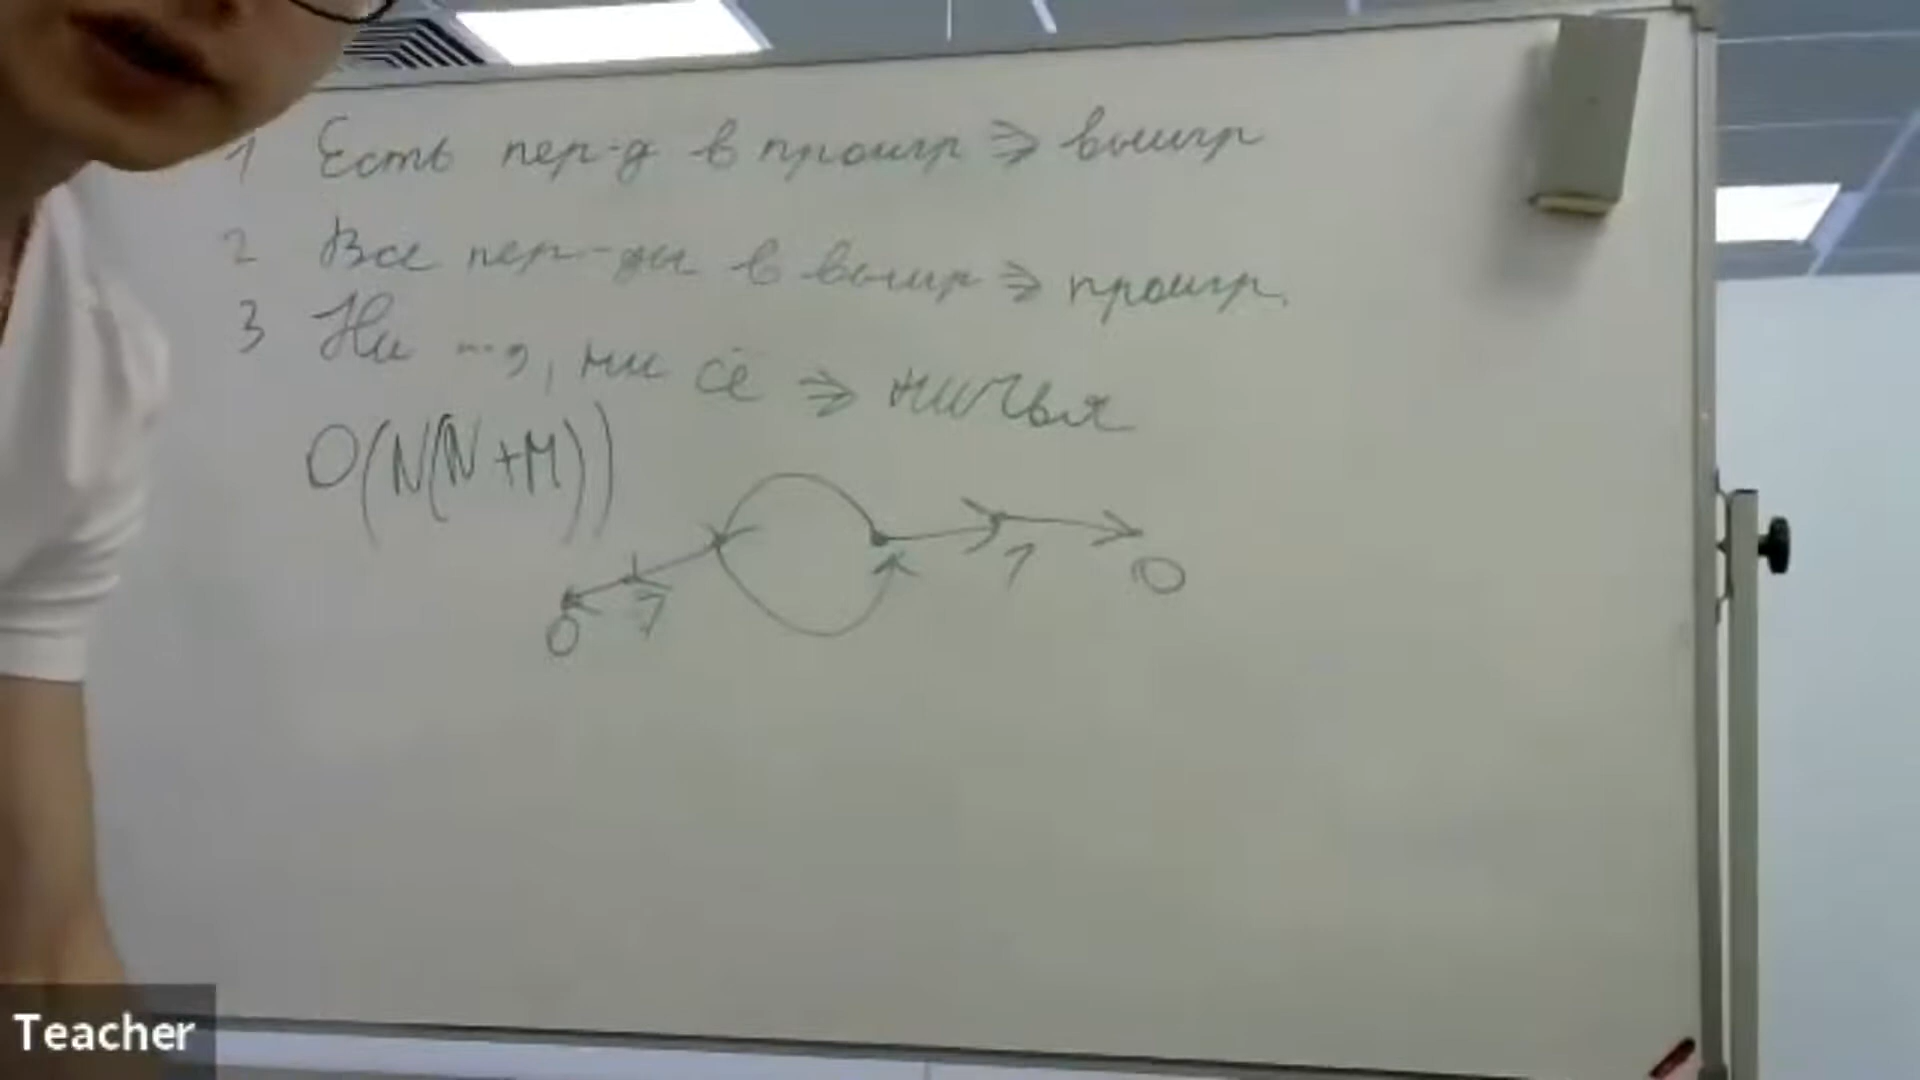 1 Есть пер-д в проигр ⇒ выигр
2 Все пер-ды в выигр ⇒ проигр.
3 Ни --э, ни сё ⇒ ничья
O(N(N+M))
0 1 1 0
Teacher